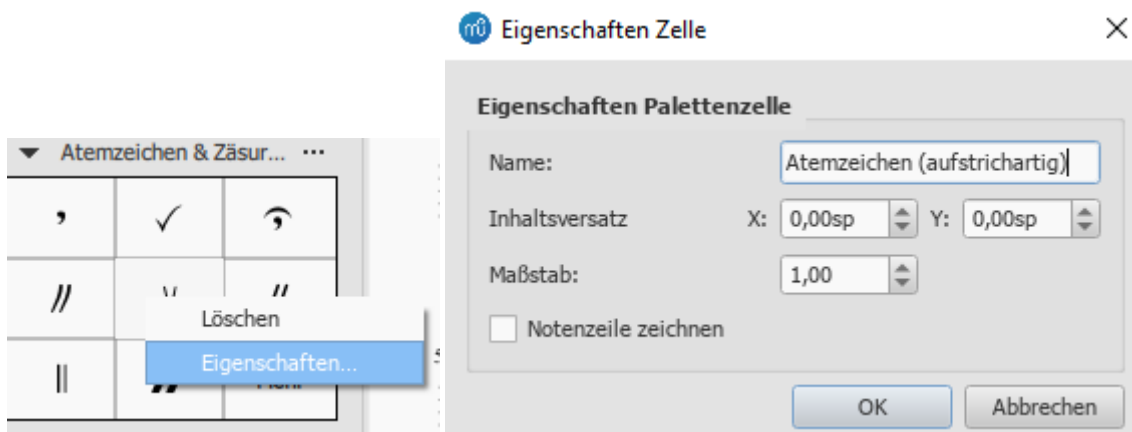 Atemzeichen & Zäsur... ...
Löschen
Eigenschaften...
Eigenschaften Zelle
Eigenschaften Palettenzelle
Name: Atemzeichen (aufstrichartig)
Inhaltsversatz X: 0,00sp Y: 0,00sp
Maßstab: 1,00
Notenzeile zeichnen
OK Abbrechen